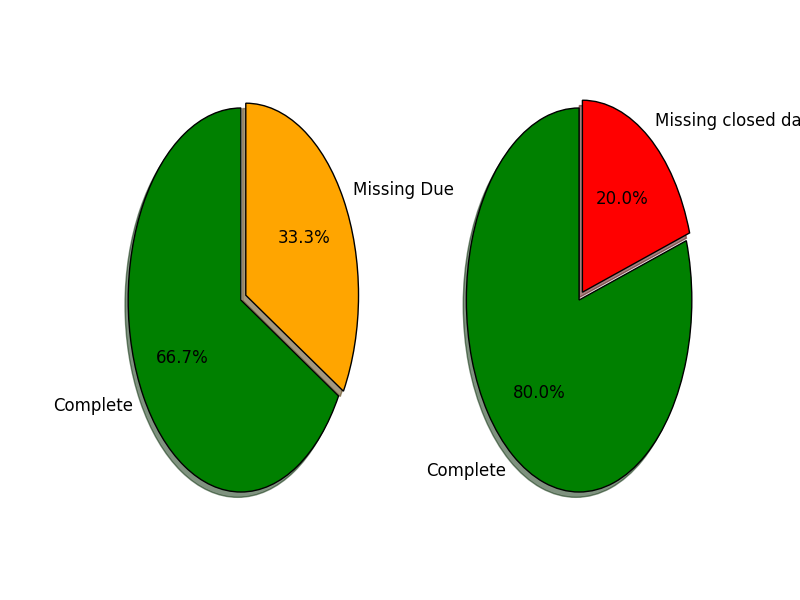 Missing Due
33.3%
66.7%
Complete
Missing closed da
20.0%
80.0%
Complete